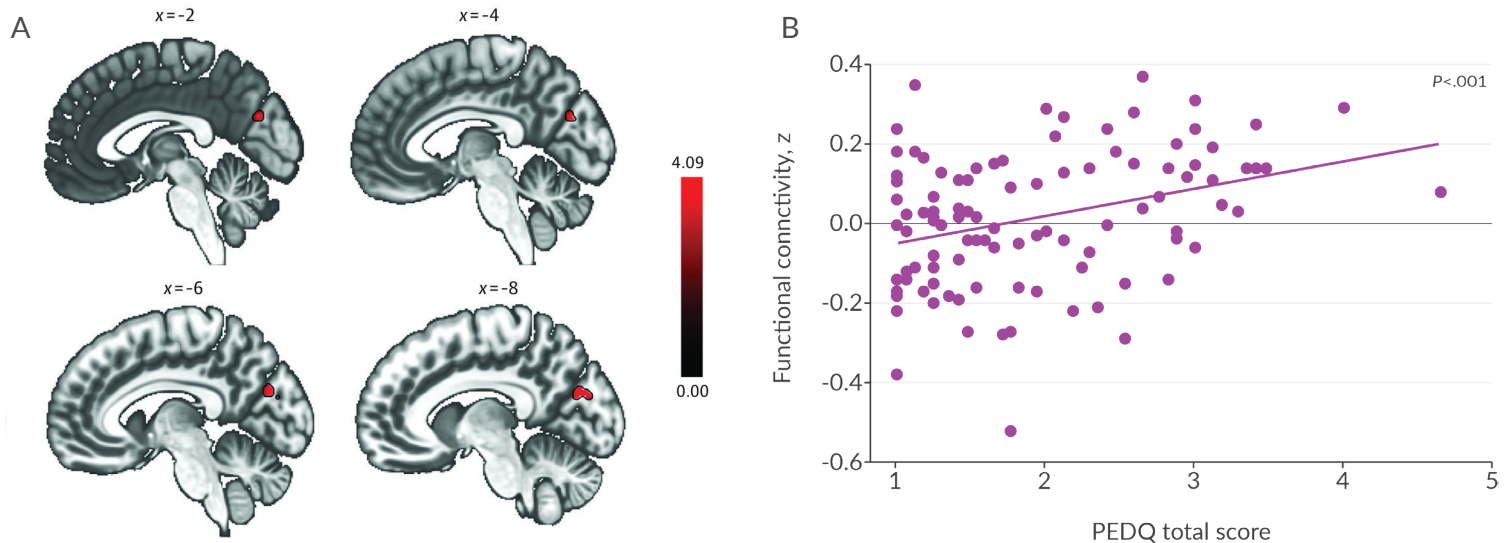 A
x=-2
x=-4
x=-6
x=-8
4.09
0.00
B
P<.001
0.4
0.2
0.0
-0.2
-0.4
-0.6
Functional connctivity, z
1 2 3 4 5
PEDQ total score